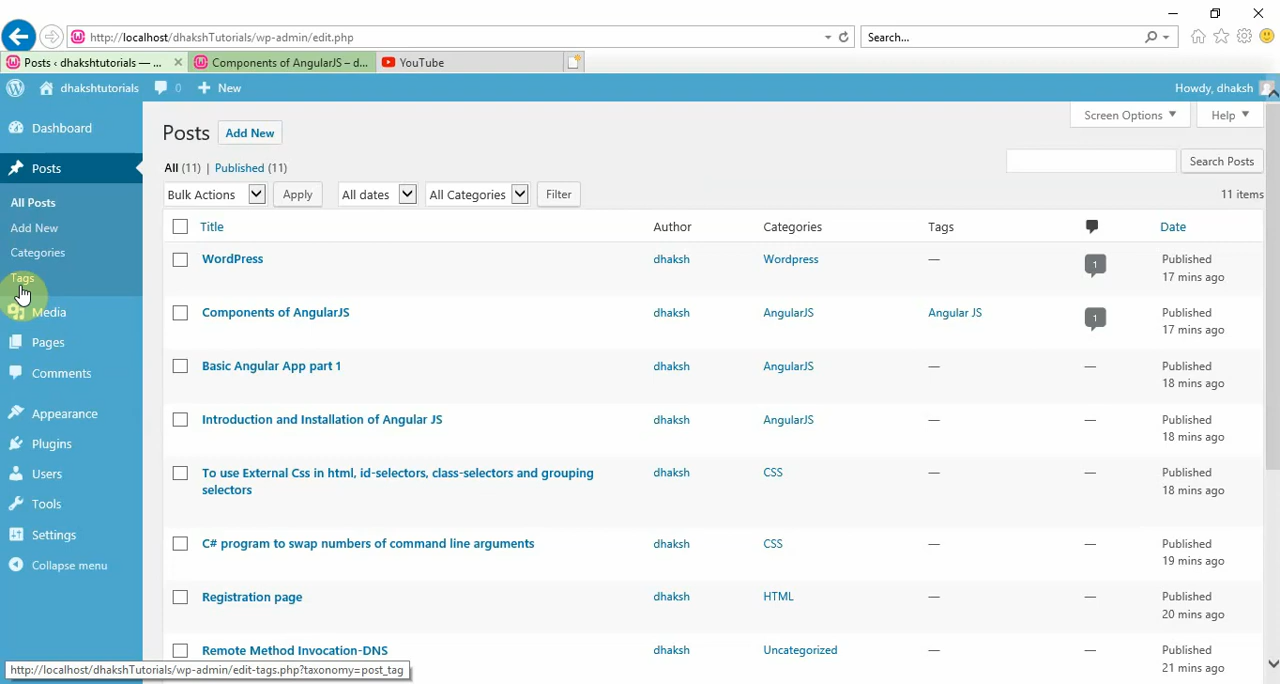 http://localhost/dhakshTutorials/wp-admin/edit.php
Search...
Posts ‹ dhakshtutorials — ...
Components of AngularJS – d...
YouTube
dhakshtutorials
0
New
Howdy, dhaksh
Dashboard
Posts
All Posts
Add New
Categories
Tags
Media
Pages
Comments
Appearance
Plugins
Users
Tools
Settings
Collapse menu
Screen Options
Help
Posts
Add New
All (11) | Published (11)
Search Posts
Bulk Actions
Apply
All dates
All Categories
Filter
11 items
Title Author Categories Tags Date
WordPress dhaksh Wordpress — 1 Published
17 mins ago
Components of AngularJS dhaksh AngularJS Angular JS 1 Published
17 mins ago
Basic Angular App part 1 dhaksh AngularJS — — Published
18 mins ago
Introduction and Installation of Angular JS dhaksh AngularJS — — Published
18 mins ago
To use External Css in html, id-selectors, class-selectors and grouping dhaksh CSS — — Published
selectors 18 mins ago
C# program to swap numbers of command line arguments dhaksh CSS — — Published
19 mins ago
Registration page dhaksh HTML — — Published
20 mins ago
Remote Method Invocation-DNS dhaksh Uncategorized — — Published
21 mins ago
http://localhost/dhakshTutorials/wp-admin/edit-tags.php?taxonomy=post_tag